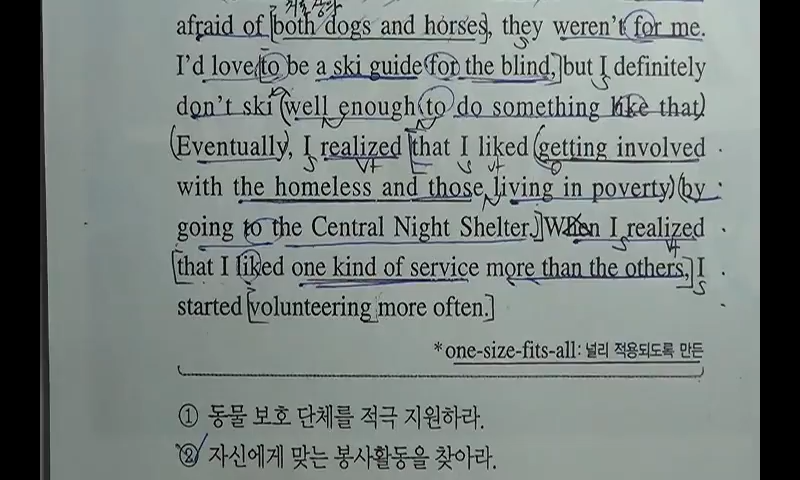 afraid of both dogs and horses, they weren't for me.
I'd love to be a ski guide for the blind, but I definitely
don't ski well enough to do something like that
Eventually, I realized that I liked getting involved
with the homeless and those living in poverty by
going to the Central Night Shelter. When I realized
that I liked one kind of service more than the others, I
started volunteering more often.
*one-size-fits-all: 널리 적용되도록 만든
① 동물 보호 단체를 적극 지원하라.
② 자신에게 맞는 봉사활동을 찾아라.